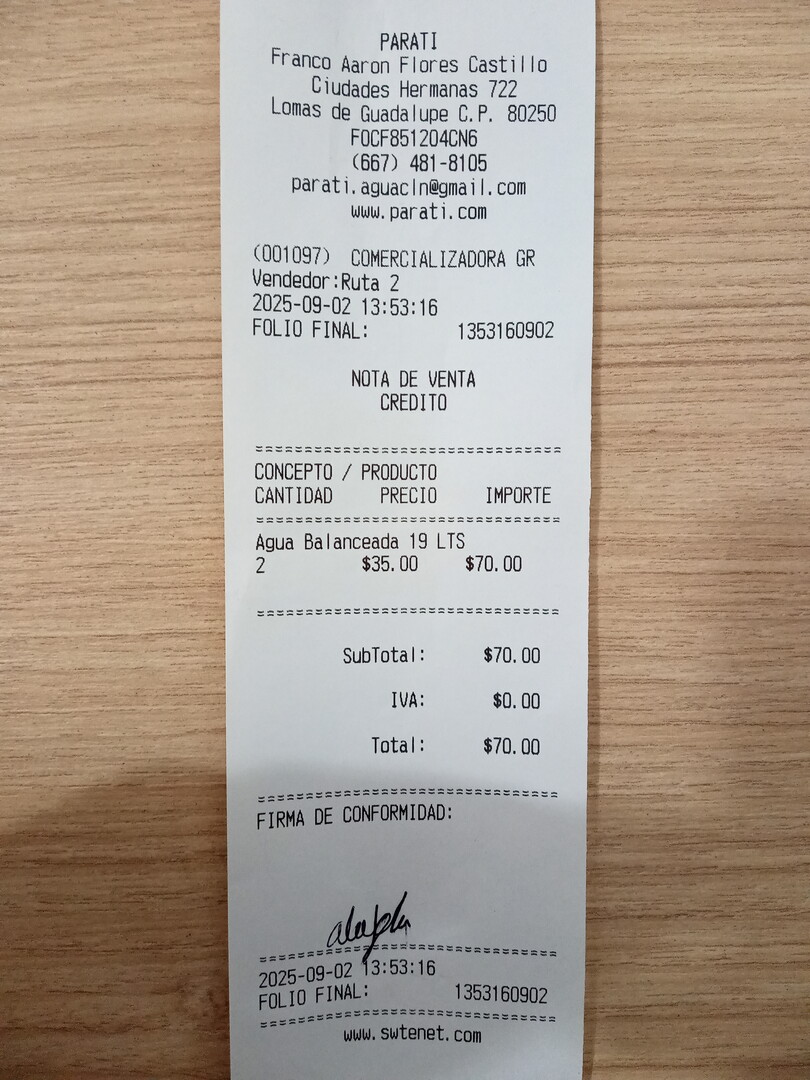 PARATI
Franco Aaron Flores Castillo
Ciudades Hermanas 722
Lomas de Guadalupe C.P. 80250
FOCF851204CN6
(667) 481-8105
parati.aguacln@gmail.com
www.parati.com
(001097) COMERCIALIZADORA GR
Vendedor:Ruta 2
2025-09-02 13:53:16
FOLIO FINAL: 1353160902
NOTA DE VENTA
CREDITO
==============================
CONCEPTO / PRODUCTO
CANTIDAD PRECIO IMPORTE
==============================
Agua Balanceada 19 LTS
2 $35.00 $70.00
==============================
SubTotal: $70.00
IVA: $0.00
Total: $70.00
==============================
FIRMA DE CONFORMIDAD:
==============================
2025-09-02 13:53:16
FOLIO FINAL: 1353160902
==============================
www.swtenet.com